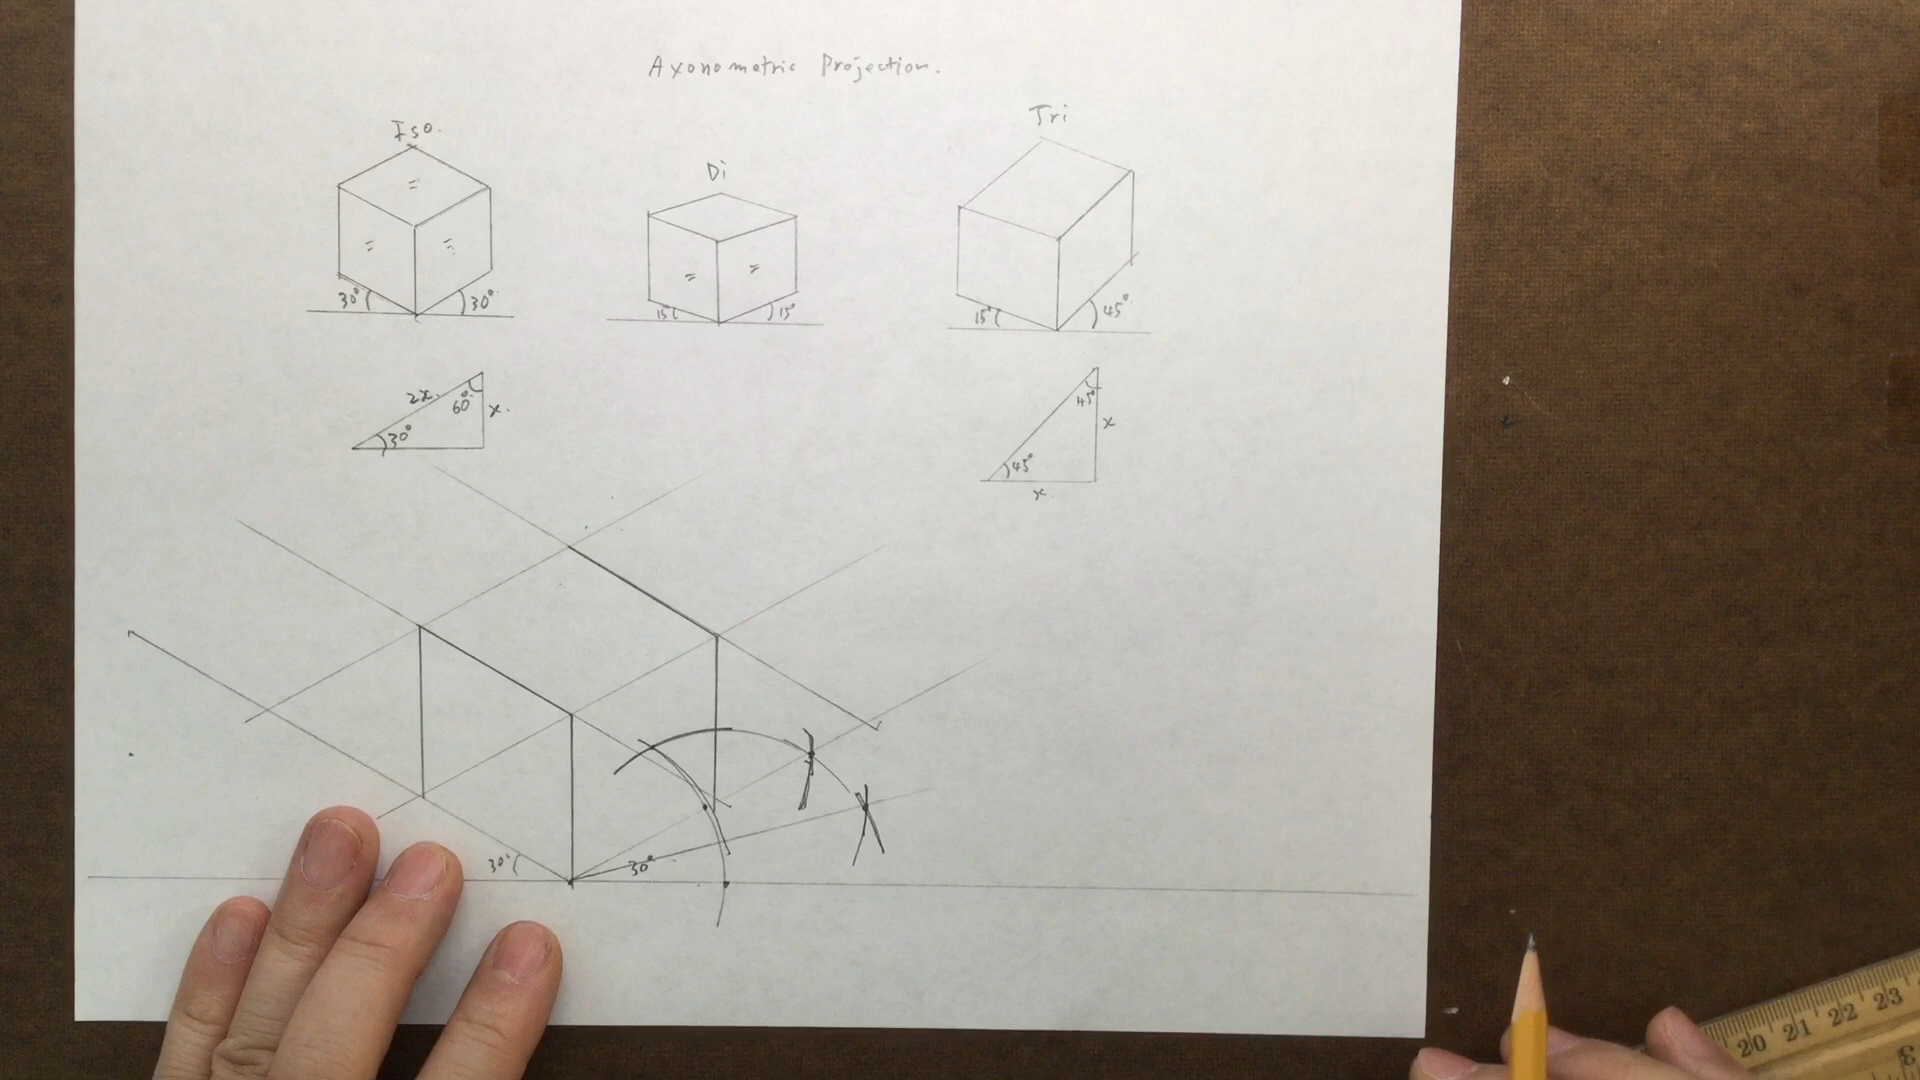 Axonometric Projection.
Iso.
Di
Tri
=
=
=
=
=
30°
30°
15°
15°
15°
45°
2x.
60°
x.
30°
45°
x
45°
x.
30°
30°
20 21 22 23
3